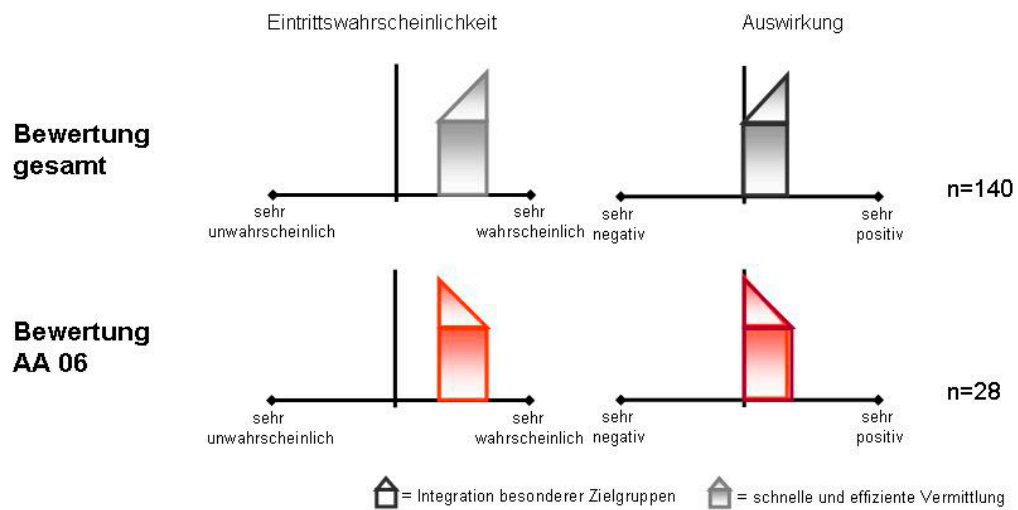 Eintrittswahrscheinlichkeit
Auswirkung
Bewertung
gesamt
sehr
unwahrscheinlich
sehr
wahrscheinlich
sehr
negativ
sehr
positiv
n=140
Bewertung
AA 06
sehr
unwahrscheinlich
sehr
wahrscheinlich
sehr
negativ
sehr
positiv
n=28
= Integration besonderer Zielgruppen
= schnelle und effiziente Vermittlung